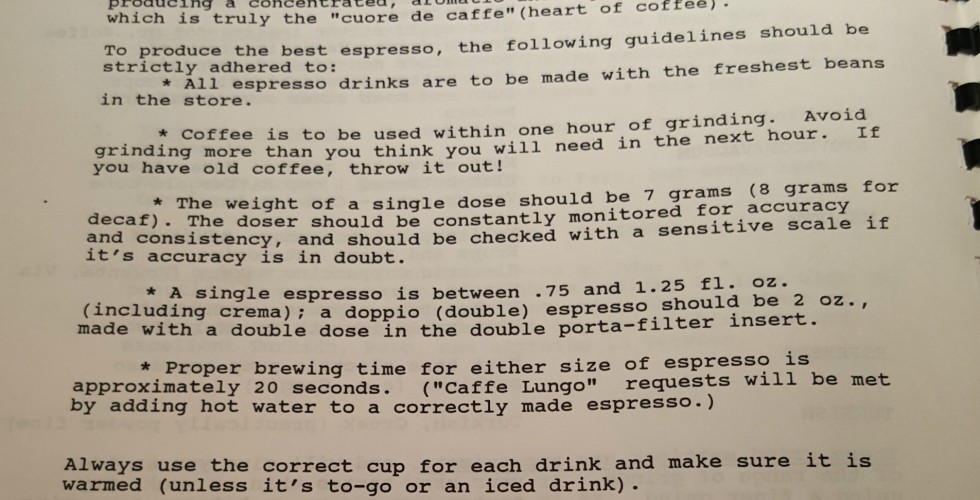 producing a concentrated,
which is truly the "cuore de caffe"(heart of coffee).
To produce the best espresso, the following guidelines should be
strictly adhered to:
* All espresso drinks are to be made with the freshest beans
in the store.
* Coffee is to be used within one hour of grinding. Avoid
grinding more than you think you will need in the next hour. If
you have old coffee, throw it out!
* The weight of a single dose should be 7 grams (8 grams for
decaf). The doser should be constantly monitored for accuracy
and consistency, and should be checked with a sensitive scale if
it's accuracy is in doubt.
* A single espresso is between .75 and 1.25 fl. oz.
(including crema); a doppio (double) espresso should be 2 oz.,
made with a double dose in the double porta-filter insert.
* Proper brewing time for either size of espresso is
approximately 20 seconds. ("Caffe Lungo" requests will be met
by adding hot water to a correctly made espresso.)
Always use the correct cup for each drink and make sure it is
warmed (unless it's to-go or an iced drink).